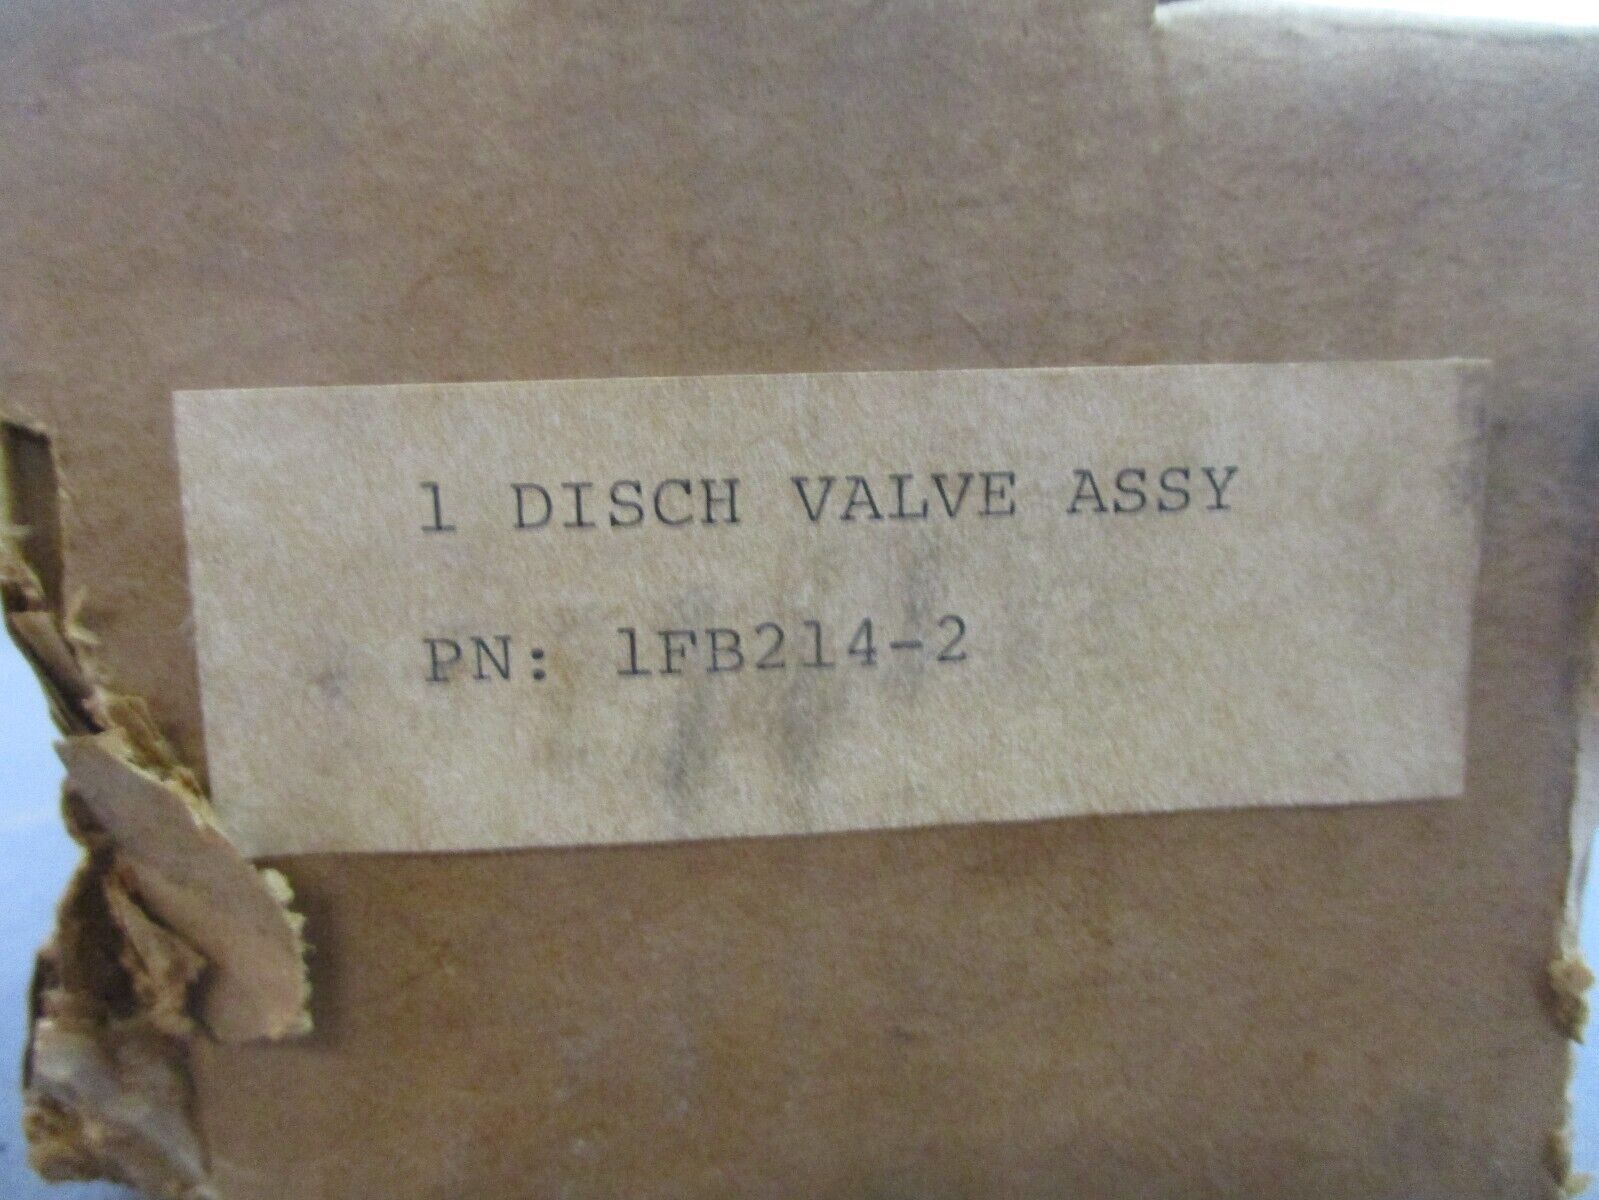 1 DISCH VALVE ASSY
PN: 1FB214-2